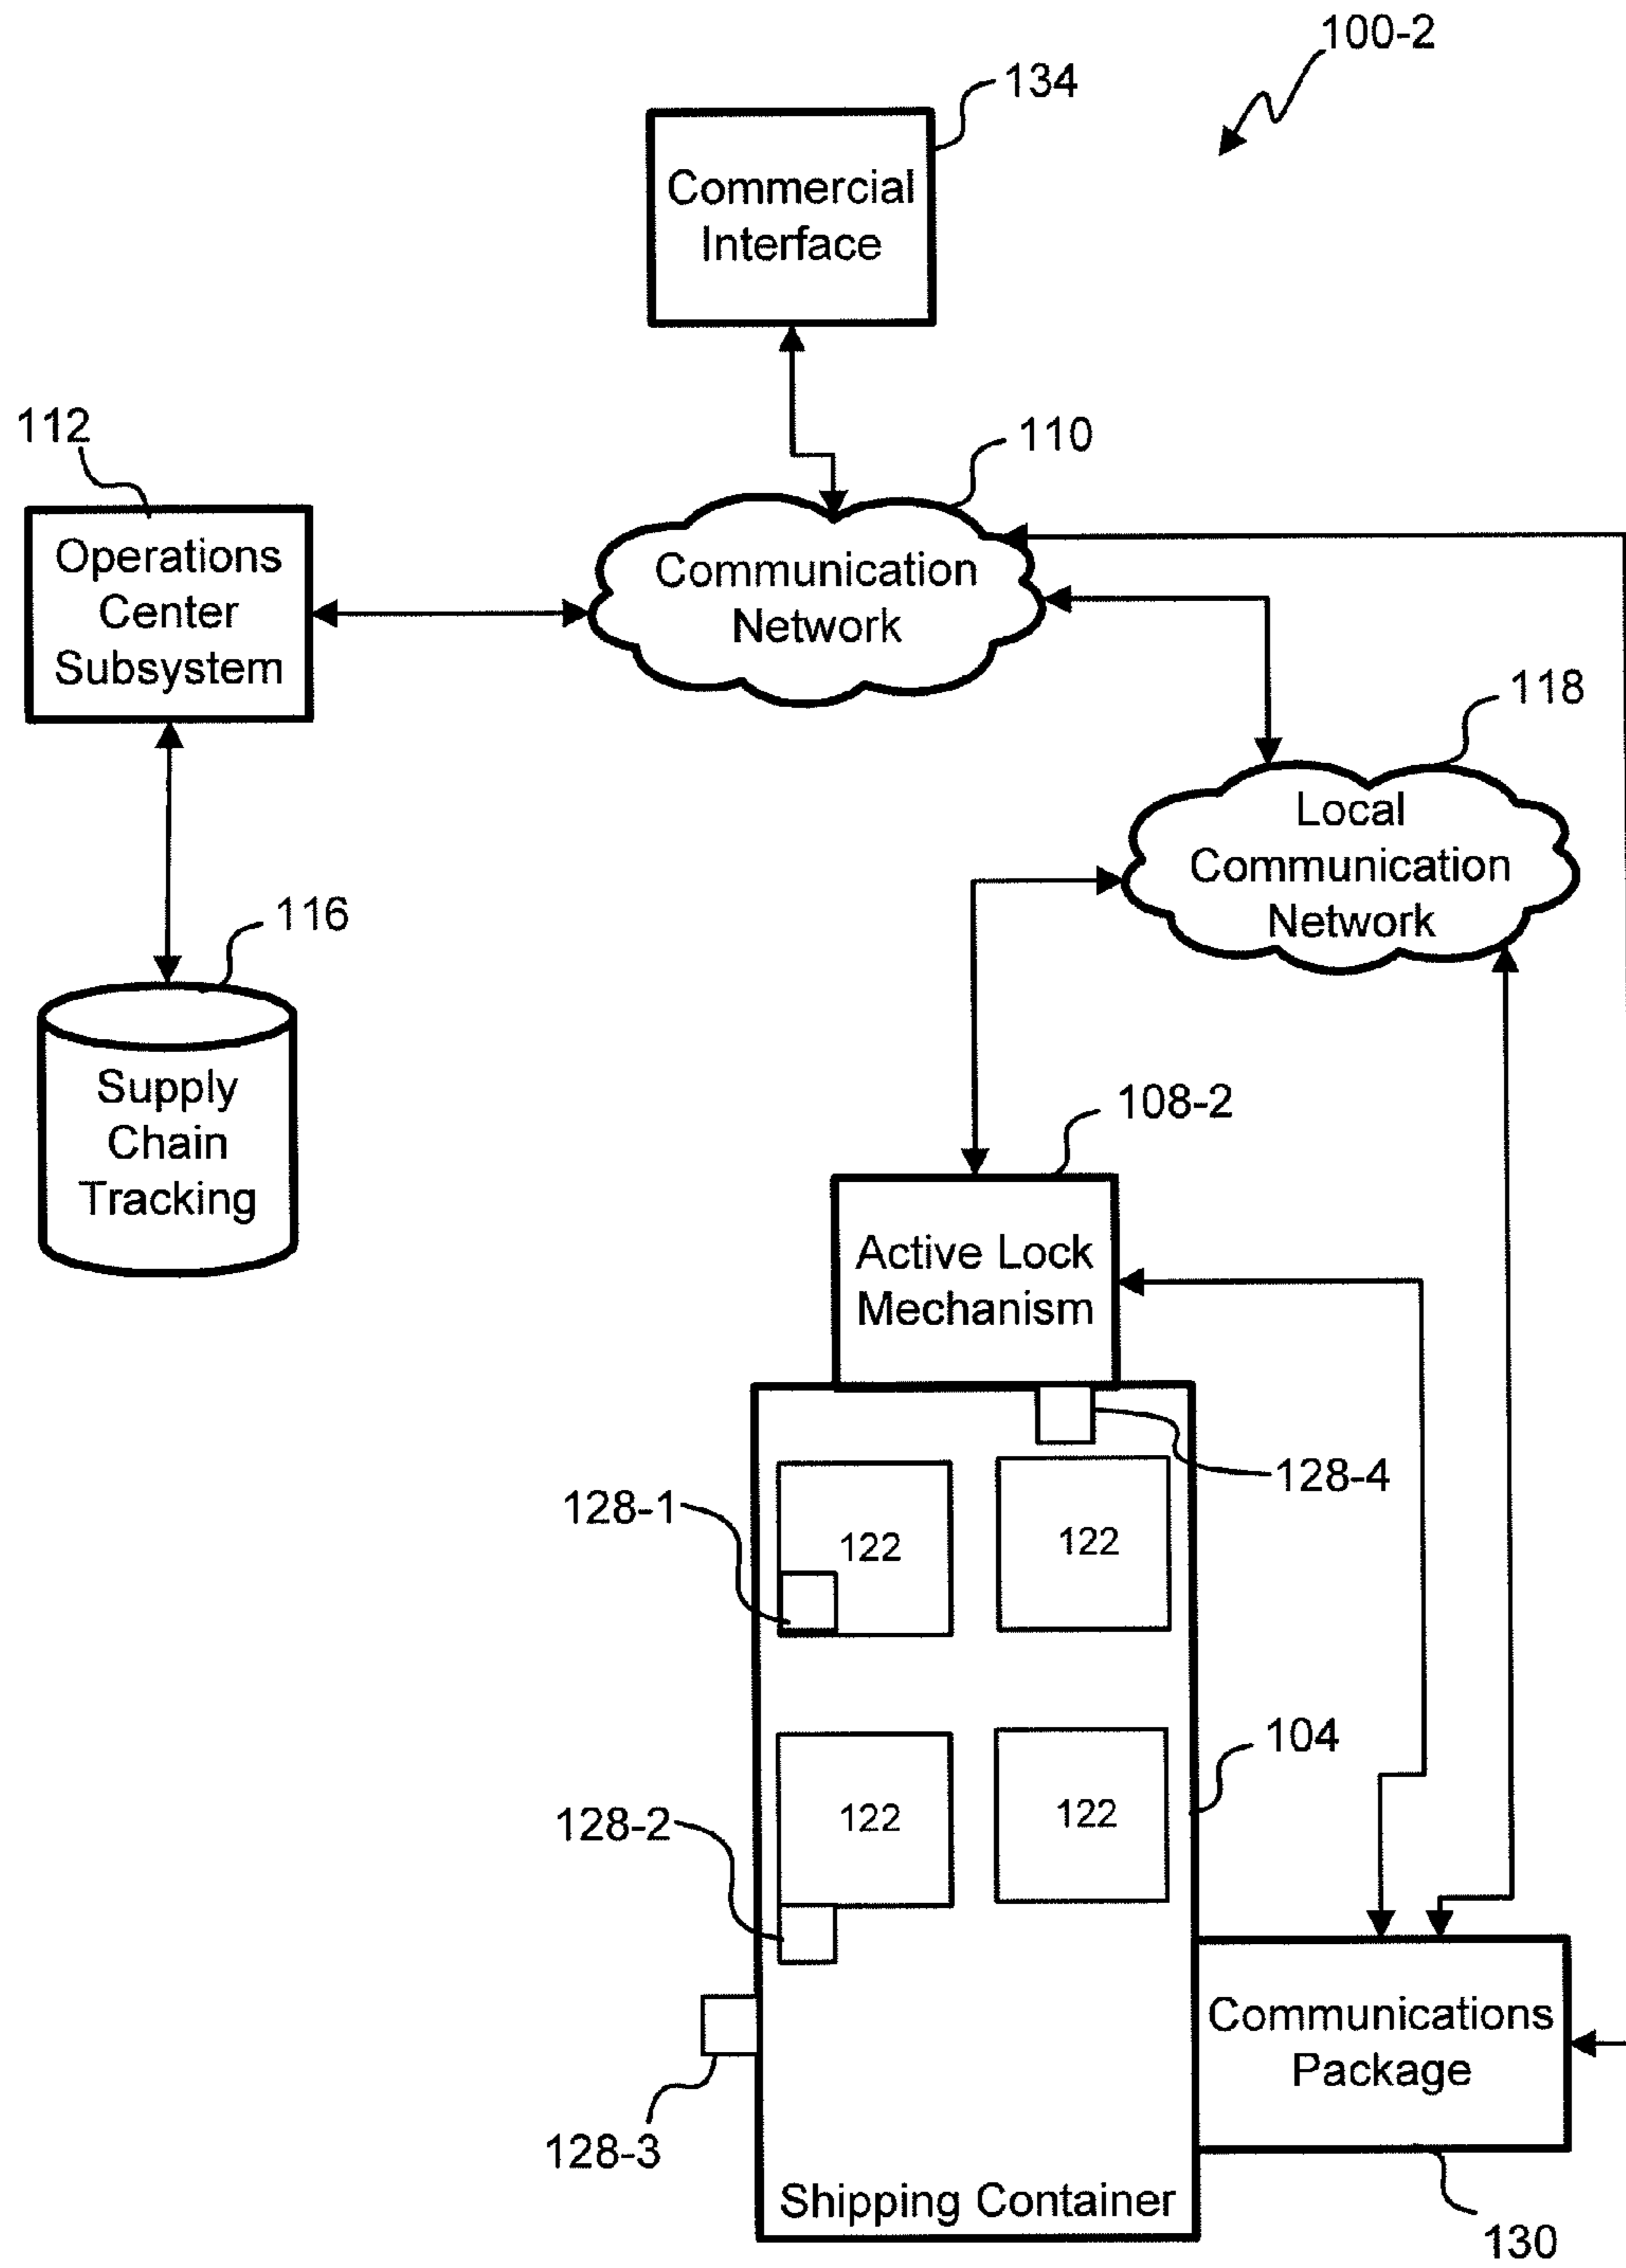 100-2
134
Commercial
Interface
112
110
Operations
Center
Subsystem
Communication
Network
118
Local
Communication
Network
116
Supply
Chain
Tracking
108-2
Active Lock
Mechanism
128-4
128-1
122
122
104
128-2
122
122
Communications
Package
128-3
Shipping Container
130